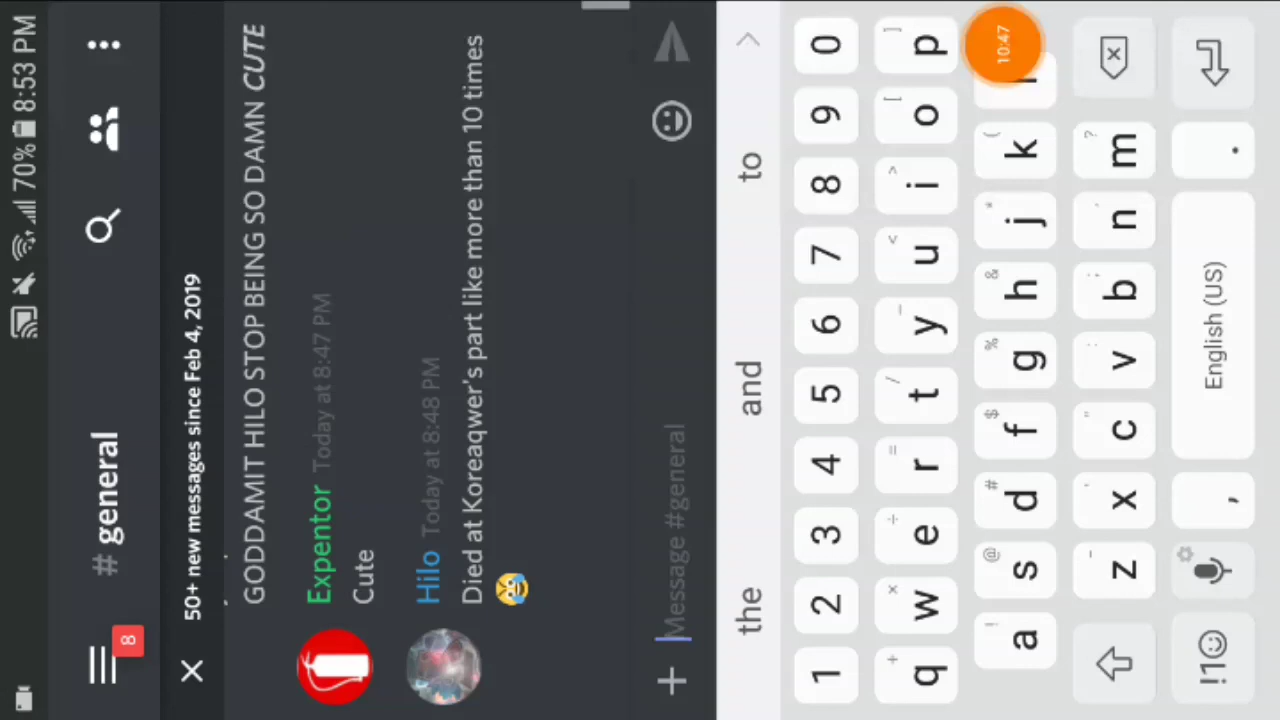 70% 8:53 PM
8
# general
50+ new messages since Feb 4, 2019
GODDAMIT HILO STOP BEING SO DAMN CUTE
Expentor Today at 8:47 PM
Cute
Hilo Today at 8:48 PM
Died at Koreaqwer's part like more than 10 times
😂
Message #general
the and to
1 2 3 4 5 6 7 8 9 0
+ × ÷ = / _ < > [ ]
q w e r t y u i o p
10:47
! @ # $ % & * (
a s d f g h j k
- ' " : ; , ?
z x c v b n m
!1☺ , English (US) .